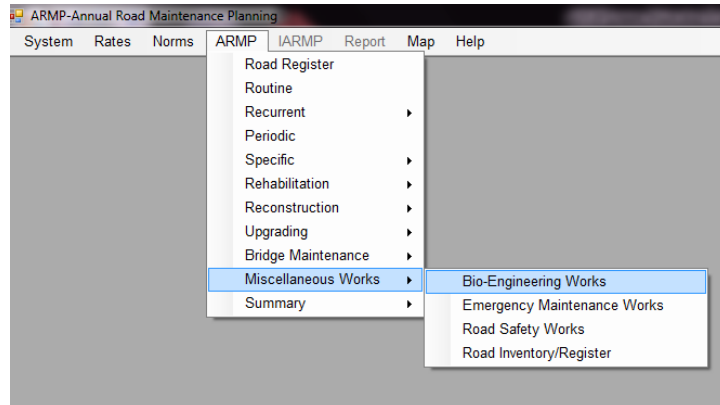 ARMP-Annual Road Maintenance Planning
System Rates Norms ARMP IARMP Report Map Help
Road Register
Routine
Recurrent
Periodic
Specific
Rehabilitation
Reconstruction
Upgrading
Bridge Maintenance
Miscellaneous Works
Summary
Bio-Engineering Works
Emergency Maintenance Works
Road Safety Works
Road Inventory/Register